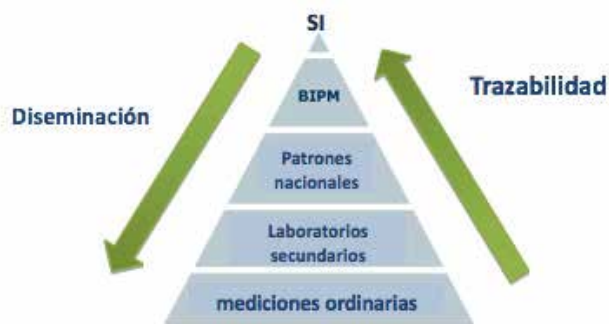 SI
BIPM
Diseminación
Trazabilidad
Patrones
nacionales
Laboratorios
secundarios
mediciones ordinarias